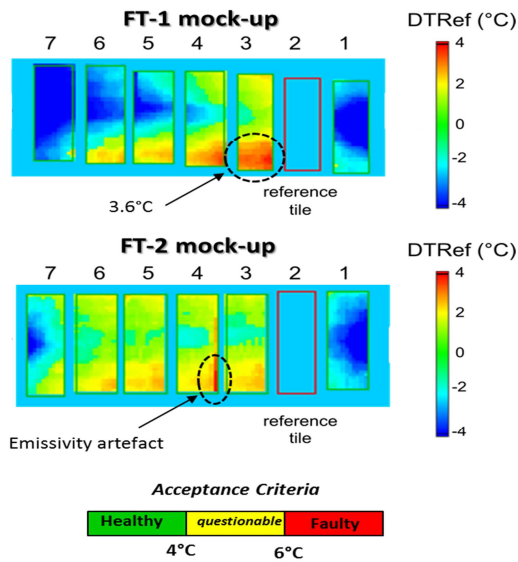 FT-1 mock-up
DTRef (°C)
7 6 5 4 3 2 1
4
2
0
-2
-4
3.6°C
reference
tile
FT-2 mock-up
DTRef (°C)
7 6 5 4 3 2 1
4
2
0
-2
-4
Emissivity artefact
reference
tile
Acceptance Criteria
Healthy questionable Faulty
4°C 6°C